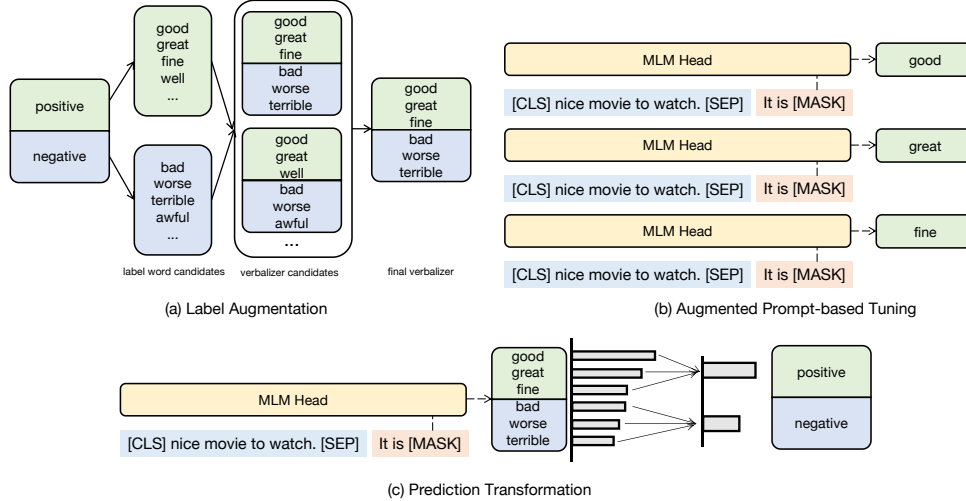 positive
negative
good
great
fine
well
...
bad
worse
terrible
awful
...
label word candidates
good
great
fine
bad
worse
terrible
good
great
well
bad
worse
awful
...
verbalizer candidates
good
great
fine
bad
worse
terrible
final verbalizer
(a) Label Augmentation
MLM Head
good
[CLS] nice movie to watch. [SEP] It is [MASK]
MLM Head
great
[CLS] nice movie to watch. [SEP] It is [MASK]
MLM Head
fine
[CLS] nice movie to watch. [SEP] It is [MASK]
(b) Augmented Prompt-based Tuning
MLM Head
[CLS] nice movie to watch. [SEP] It is [MASK]
good
great
fine
bad
worse
terrible
positive
negative
(c) Prediction Transformation